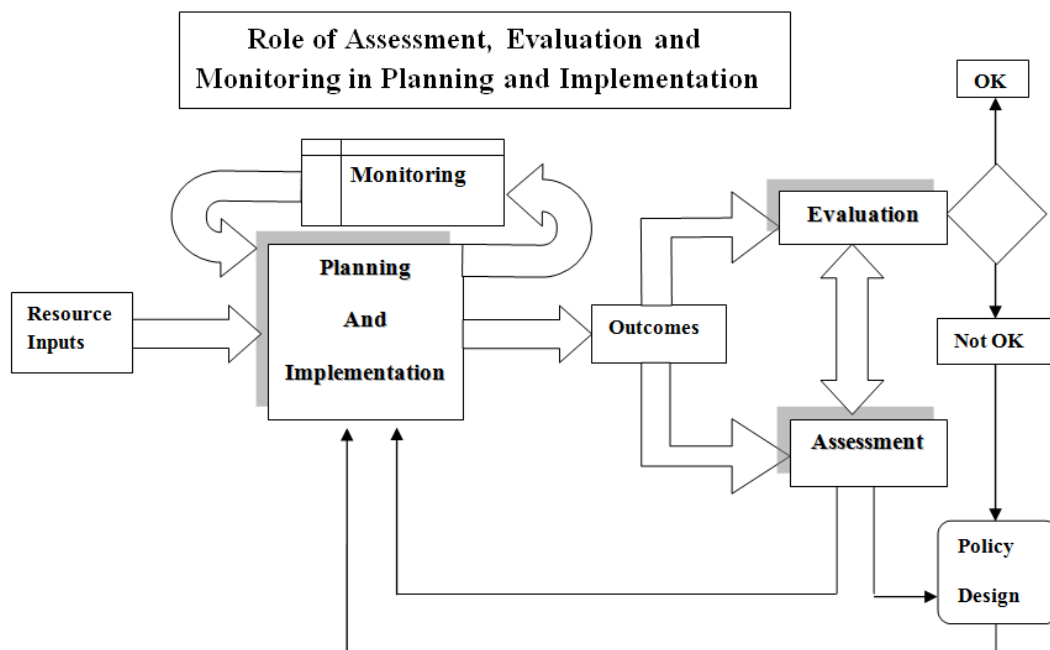 Role of Assessment, Evaluation and
Monitoring in Planning and Implementation
OK
Monitoring
Evaluation
Planning
And
Implementation
Resource
Inputs
Outcomes
Not OK
Assessment
Policy
Design